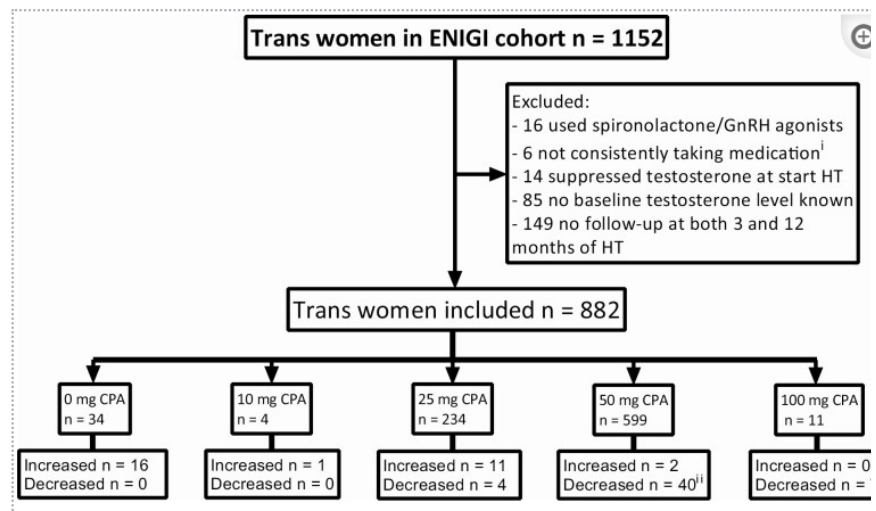 Trans women in ENIGI cohort n = 1152
Excluded:
- 16 used spironolactone/GnRH agonists
- 6 not consistently taking medicationⁱ
- 14 suppressed testosterone at start HT
- 85 no baseline testosterone level known
- 149 no follow-up at both 3 and 12
months of HT
Trans women included n = 882
0 mg CPA
n = 34
10 mg CPA
n = 4
25 mg CPA
n = 234
50 mg CPA
n = 599
100 mg CPA
n = 11
Increased n = 16
Decreased n = 0
Increased n = 1
Decreased n = 0
Increased n = 11
Decreased n = 4
Increased n = 2
Decreased n = 40ⁱⁱ
Increased n = 0
Decreased n =